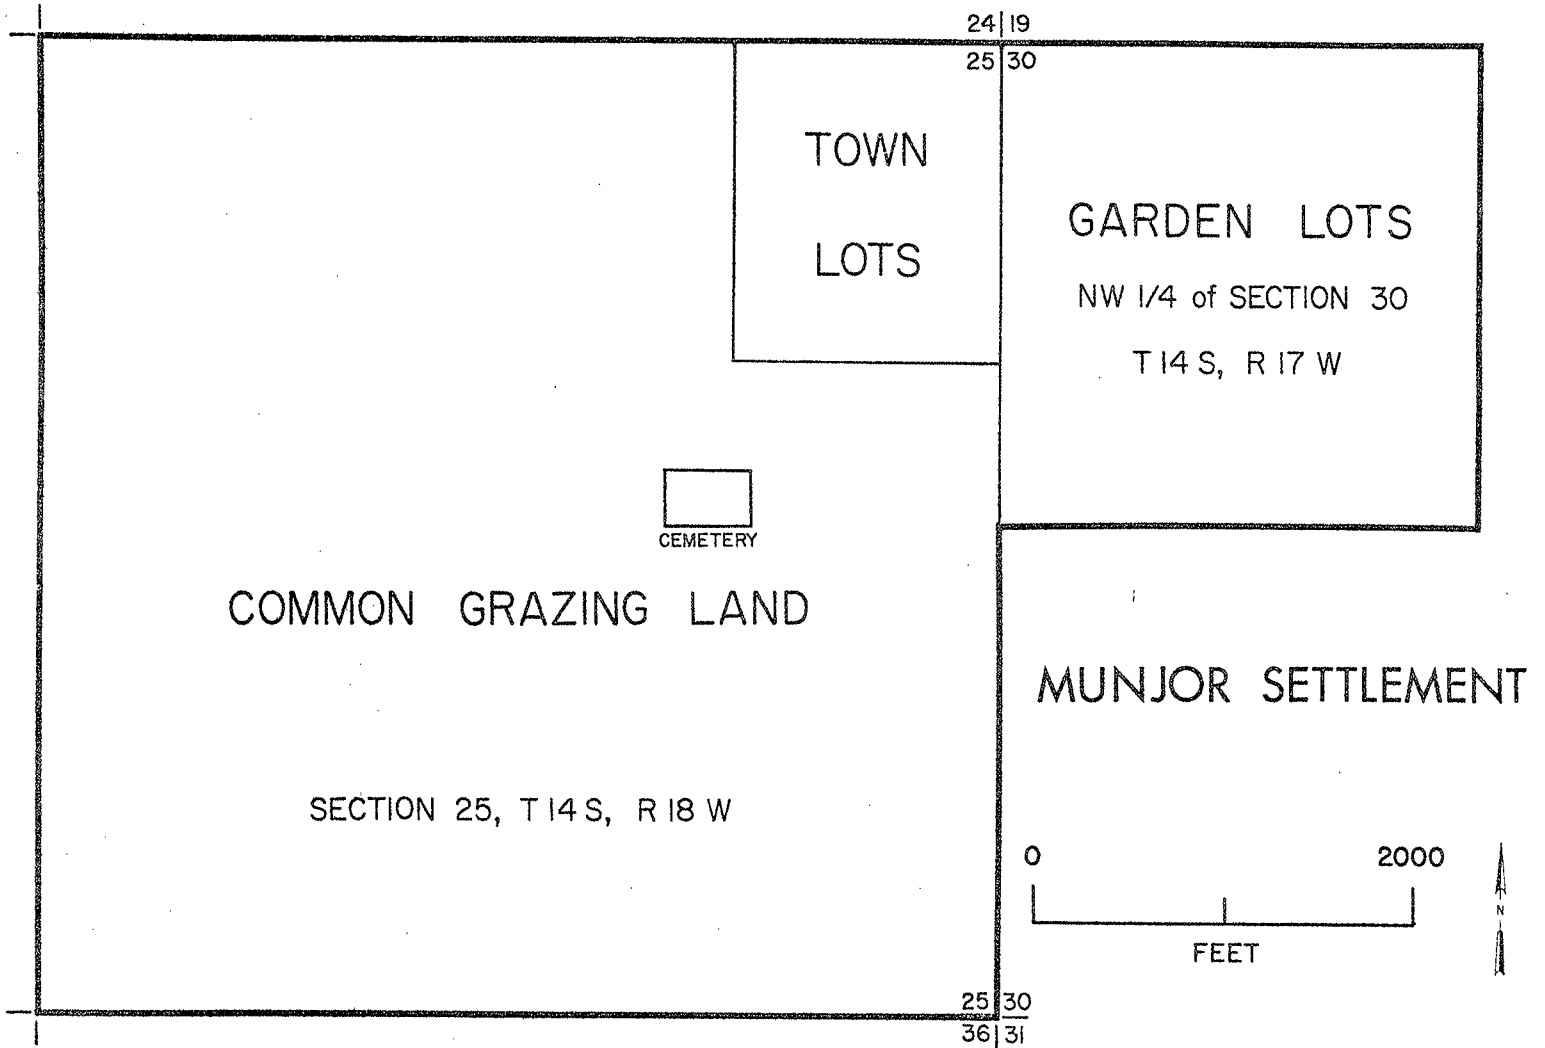 24 19
25 30
TOWN
LOTS
GARDEN LOTS
NW 1/4 of SECTION 30
T 14 S, R 17 W
CEMETERY
COMMON GRAZING LAND
MUNJOR SETTLEMENT
SECTION 25, T 14 S, R 18 W
0 2000
N
FEET
25 30
36 31